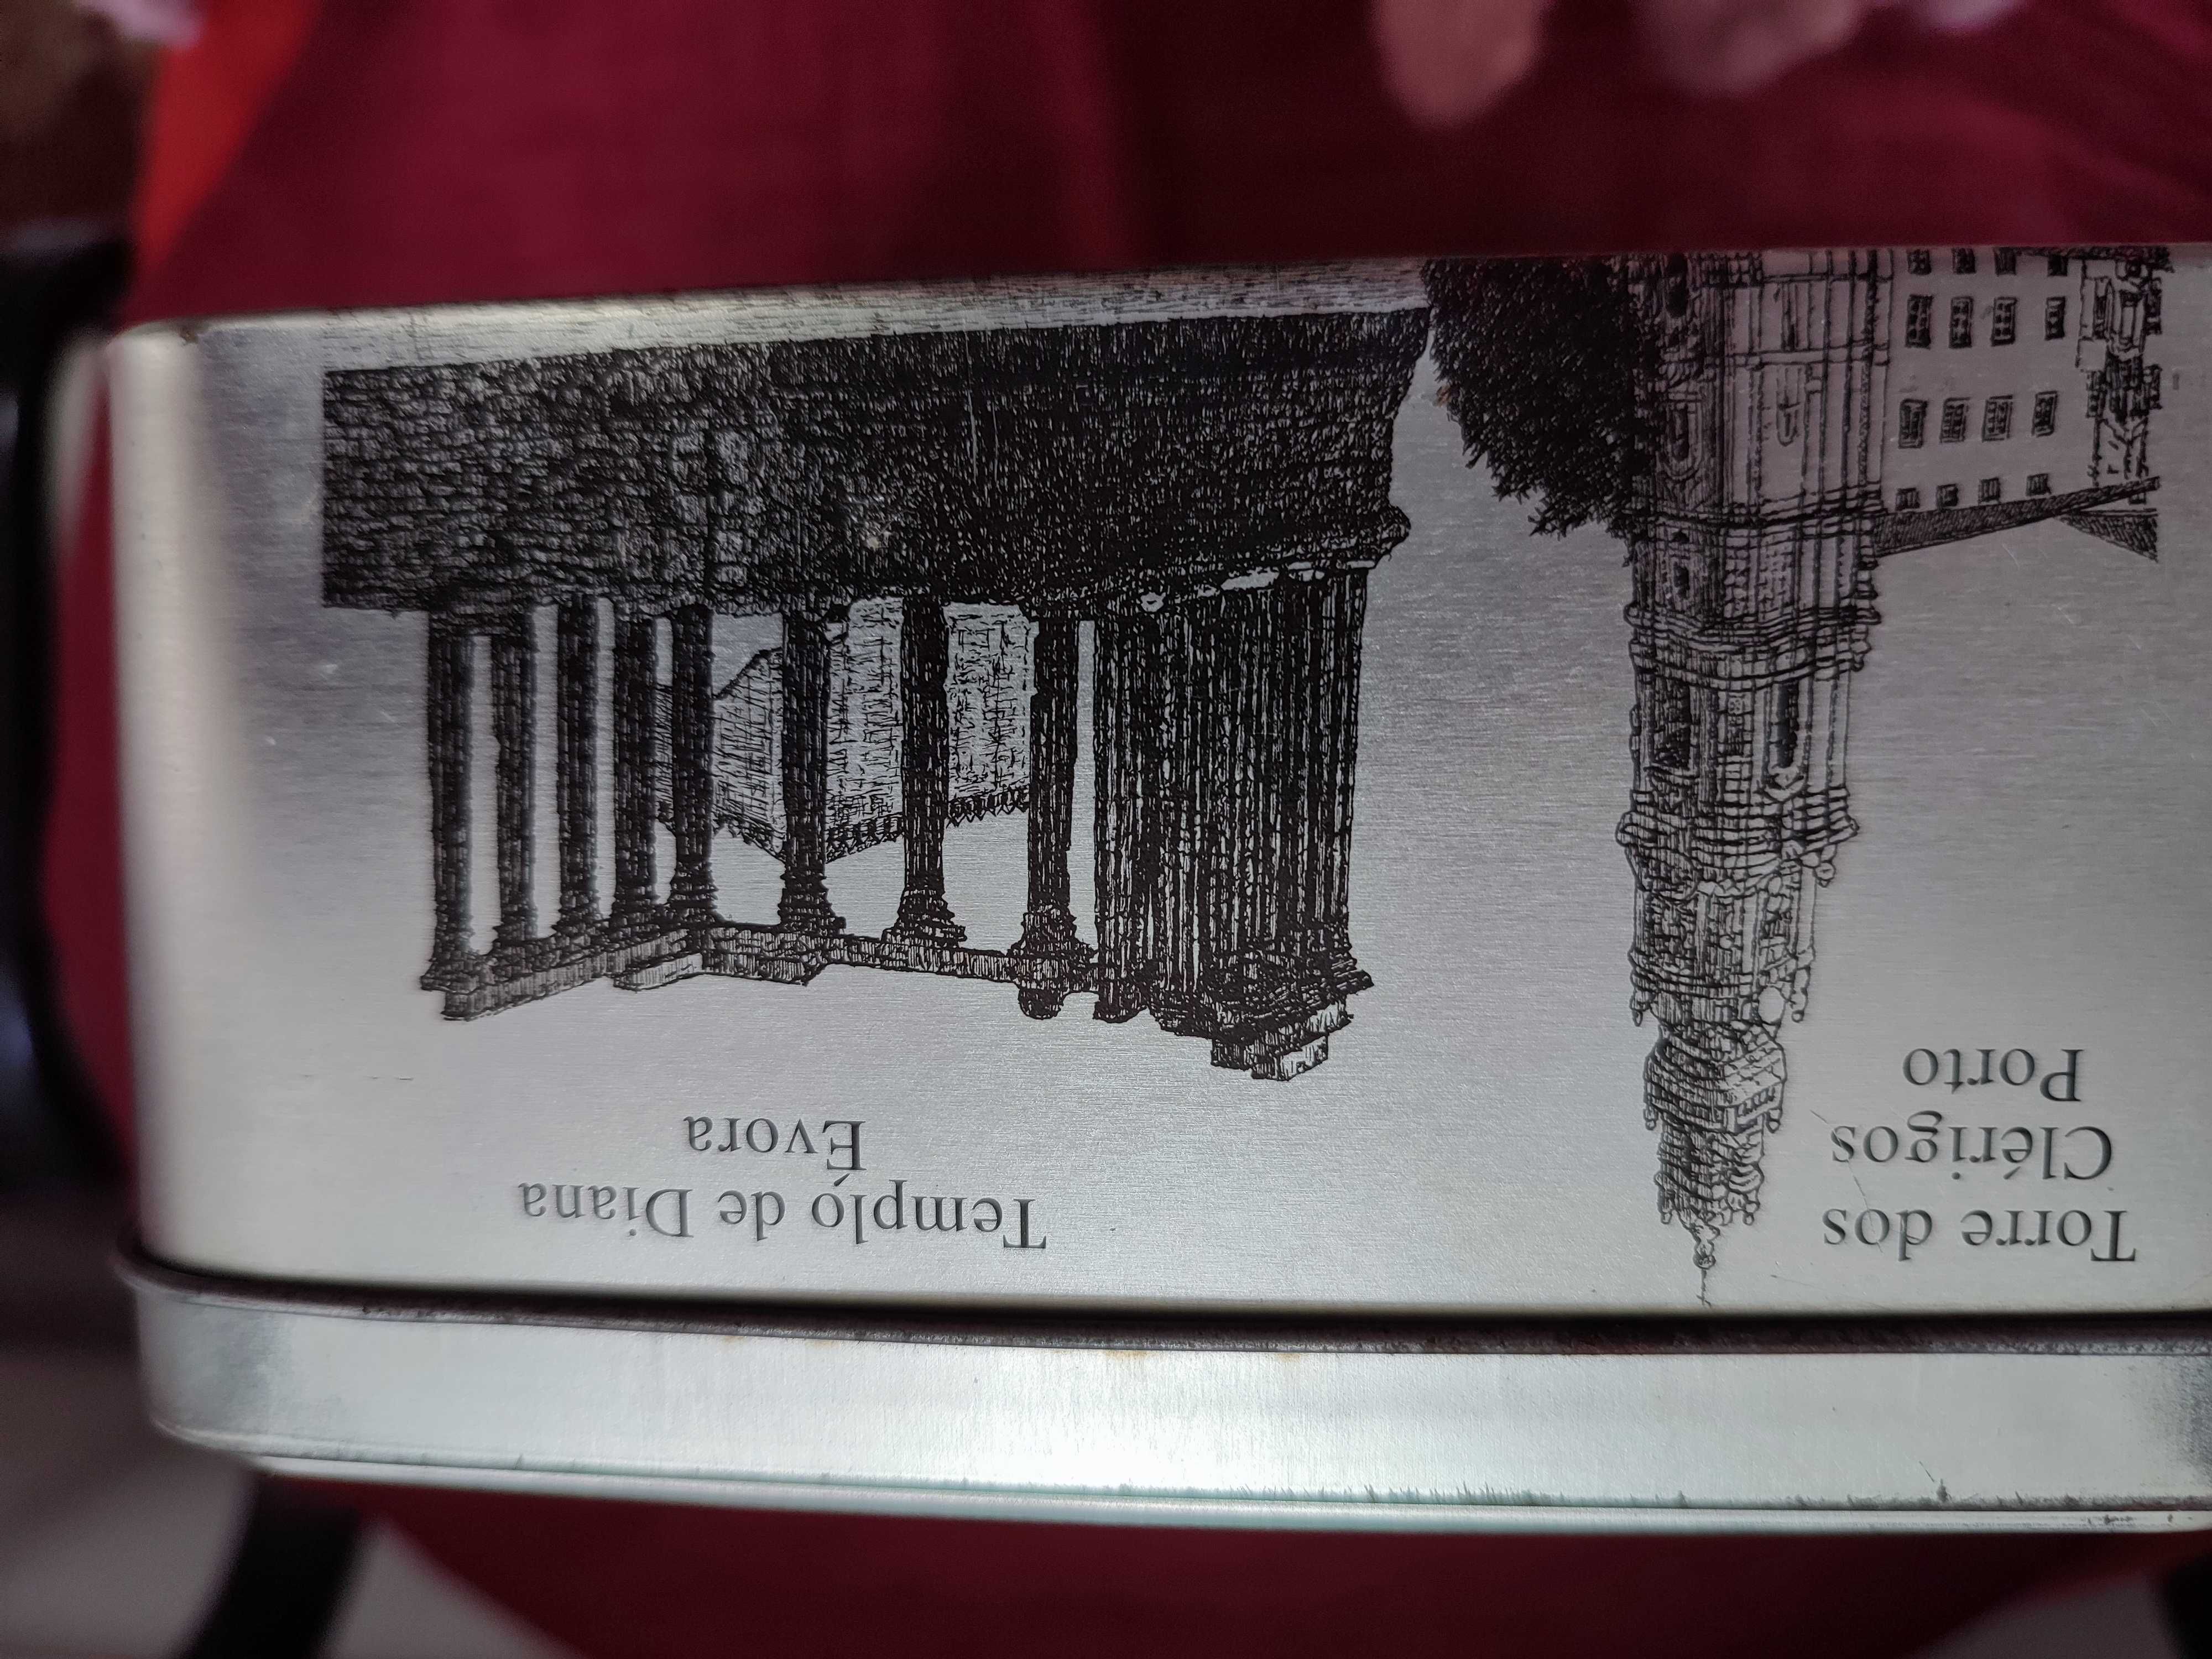 Torre dos
Clérigos
Porto
Templo de Diana
Évora